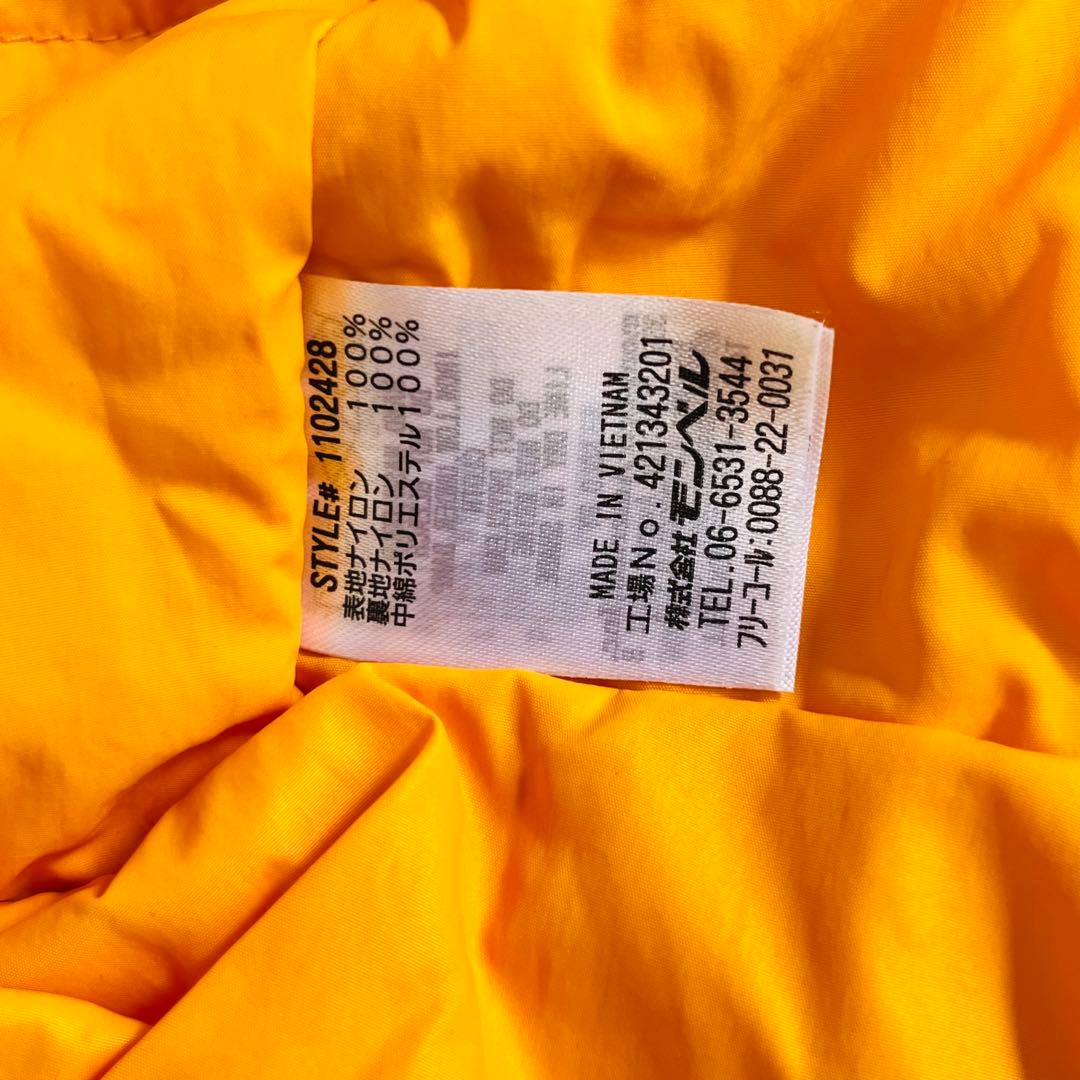 STYLE# 1102428
表地ナイロン 100%
裏地ナイロン 100%
中綿ポリエステル100%
MADE IN VIETNAM
工場No.421343201
株式会社モンベル
TEL.06-6531-3544
フリーコール:0088-22-0031